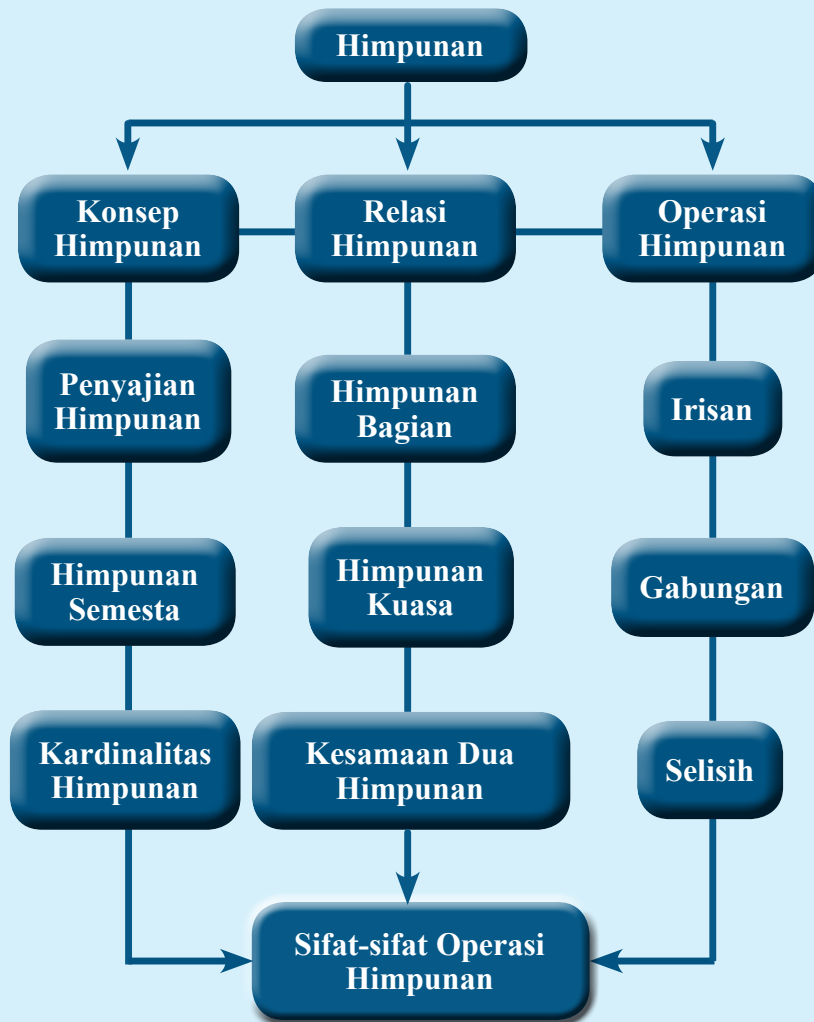 Himpunan
Konsep
Himpunan
Relasi
Himpunan
Operasi
Himpunan
Penyajian
Himpunan
Himpunan
Bagian
Irisan
Himpunan
Semesta
Himpunan
Kuasa
Gabungan
Kardinalitas
Himpunan
Kesamaan Dua
Himpunan
Selisih
Sifat-sifat Operasi
Himpunan